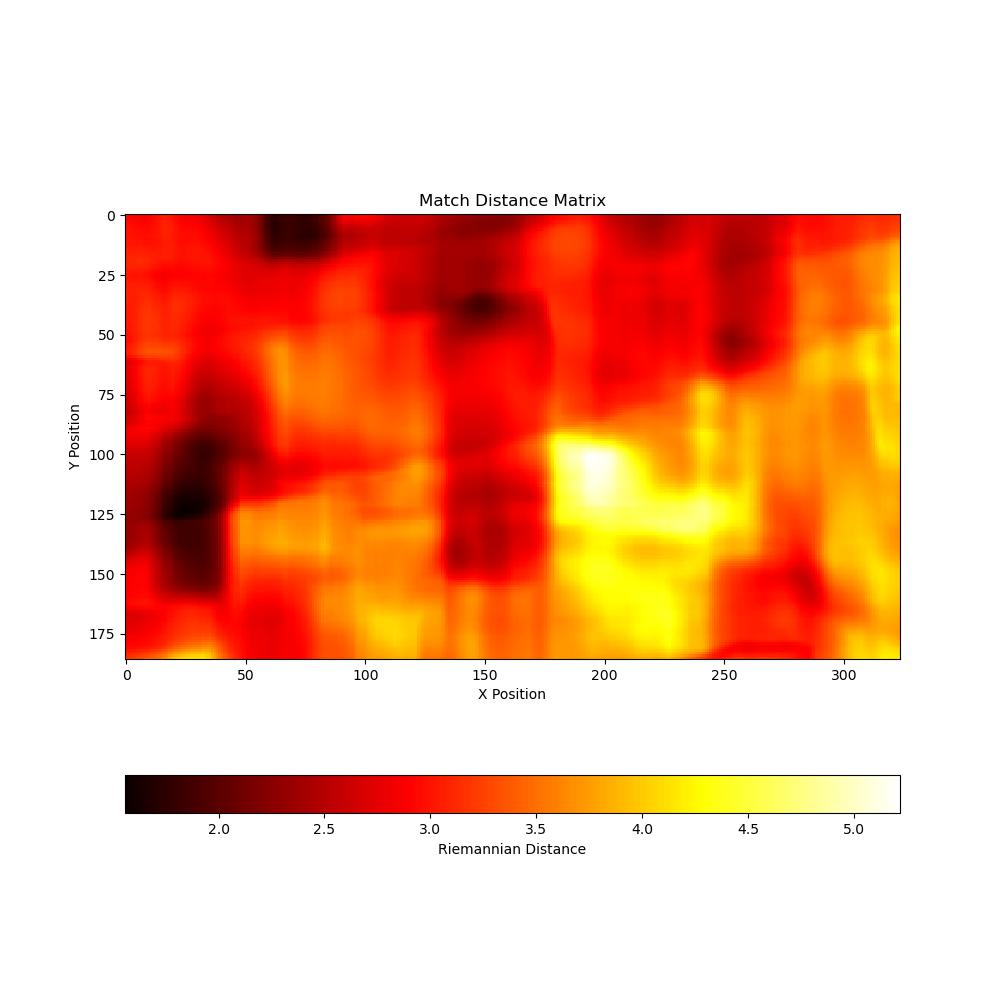 Match Distance Matrix
0
25
50
75
100
125
150
175
Y Position
0 50 100 150 200 250 300
X Position
2.0 2.5 3.0 3.5 4.0 4.5 5.0
Riemannian Distance